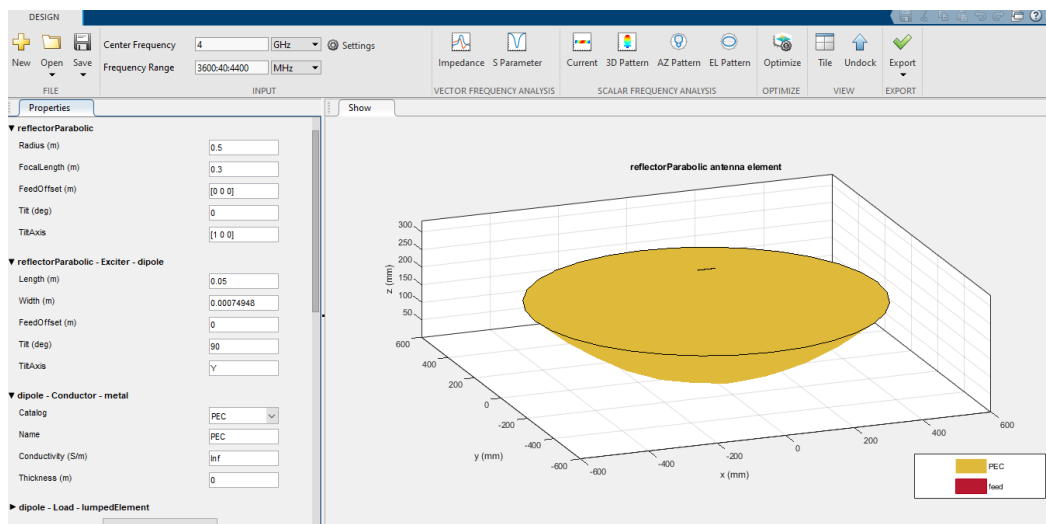 DESIGN
New Open Save
FILE
Center Frequency 4 GHz Settings
Frequency Range 3600:40:4400 MHz
INPUT
Impedance S Parameter
VECTOR FREQUENCY ANALYSIS
Current 3D Pattern AZ Pattern EL Pattern
SCALAR FREQUENCY ANALYSIS
Optimize
OPTIMIZE
Tile Undock
VIEW
Export
EXPORT
Properties
reflectorParabolic
Radius (m) 0.5
FocalLength (m) 0.3
FeedOffset (m) [0 0 0]
Tilt (deg) 0
TiltAxis [1 0 0]
reflectorParabolic - Exciter - dipole
Length (m) 0.05
Width (m) 0.00074948
FeedOffset (m) 0
Tilt (deg) 90
TiltAxis Y
dipole - Conductor - metal
Catalog PEC
Name PEC
Conductivity (S/m) Inf
Thickness (m) 0
dipole - Load - lumpedElement
Show
reflectorParabolic antenna element
300
250
200
150
100
50
z (mm)
600
400
200
0
-200
-400
-600
y (mm)
-600
-400
-200
0
200
400
600
x (mm)
PEC
feed